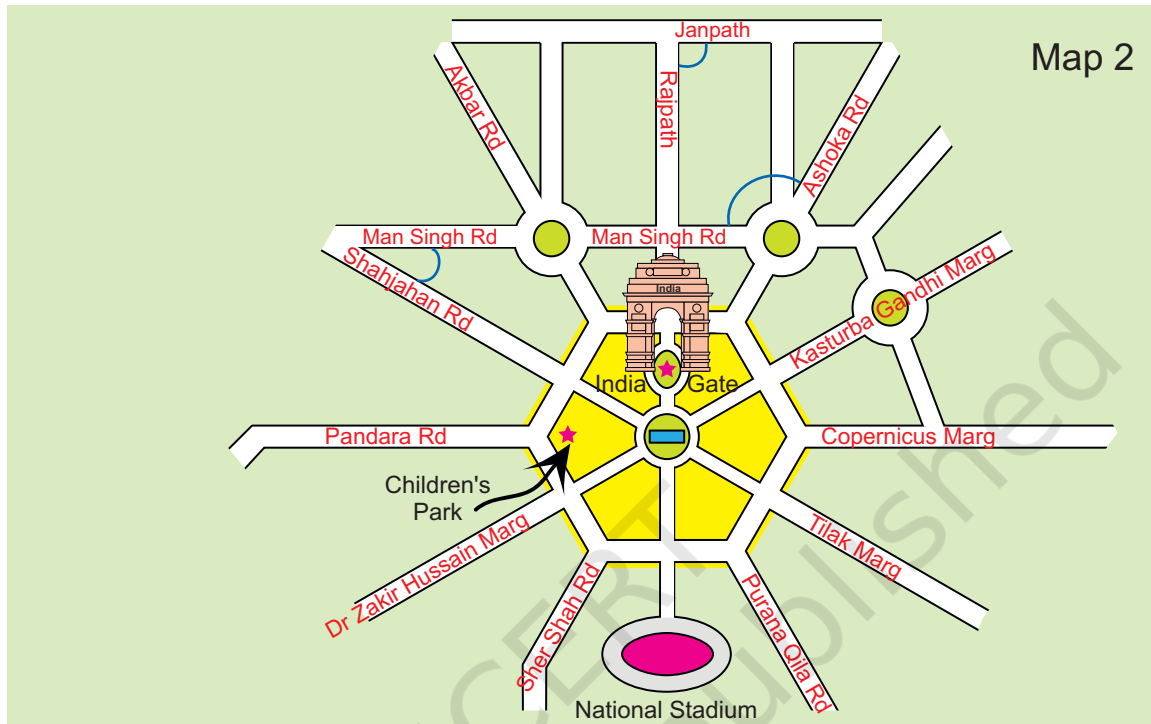 Janpath
Map 2
Akbar Rd
Rajpath
Ashoka Rd
Man Singh Rd
Man Singh Rd
Shahjahan Rd
India
Kasturba Gandhi Marg
India Gate
Pandara Rd
Copernicus Marg
Children's
Park
Dr Zakir Hussain Marg
Tilak Marg
Sher Shah Rd
Purana Qila Rd
National Stadium
CERT
ublished